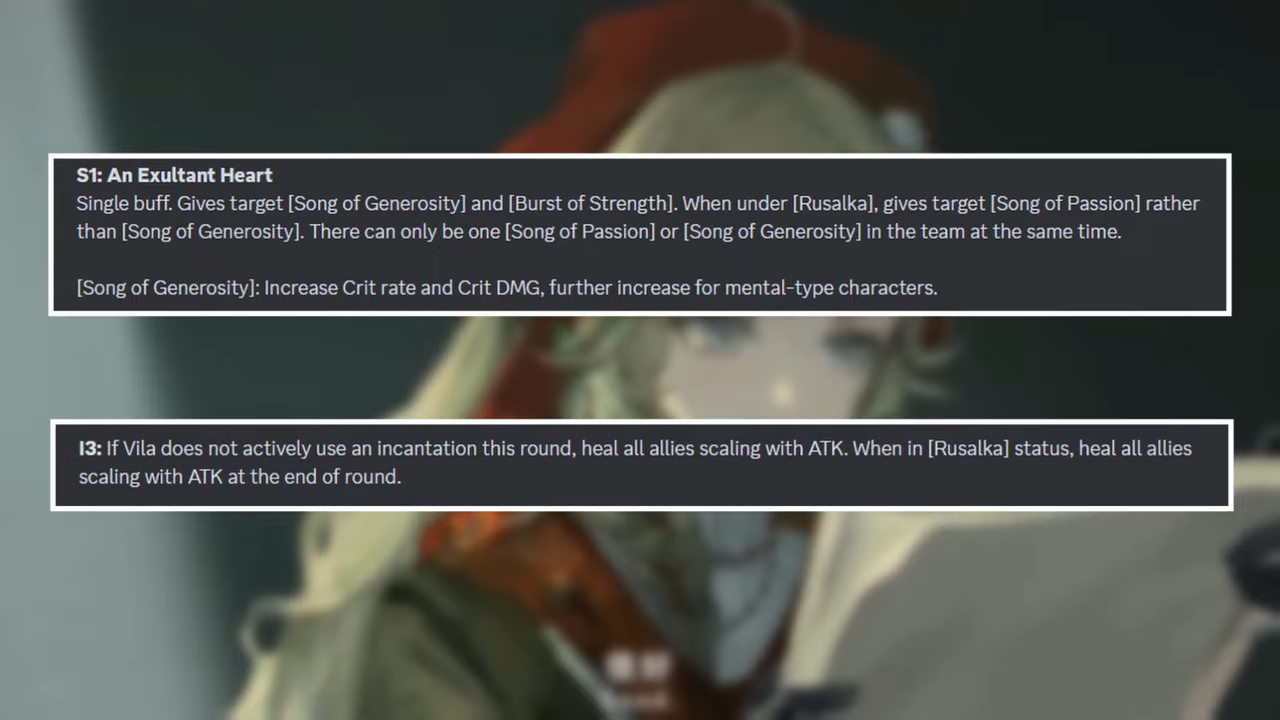 S1: An Exultant Heart
Single buff. Gives target [Song of Generosity] and [Burst of Strength]. When under [Rusalka], gives target [Song of Passion] rather
than [Song of Generosity]. There can only be one [Song of Passion] or [Song of Generosity] in the team at the same time.
[Song of Generosity]: Increase Crit rate and Crit DMG, further increase for mental-type characters.
I3: If Vila does not actively use an incantation this round, heal all allies scaling with ATK. When in [Rusalka] status, heal all allies
scaling with ATK at the end of round.